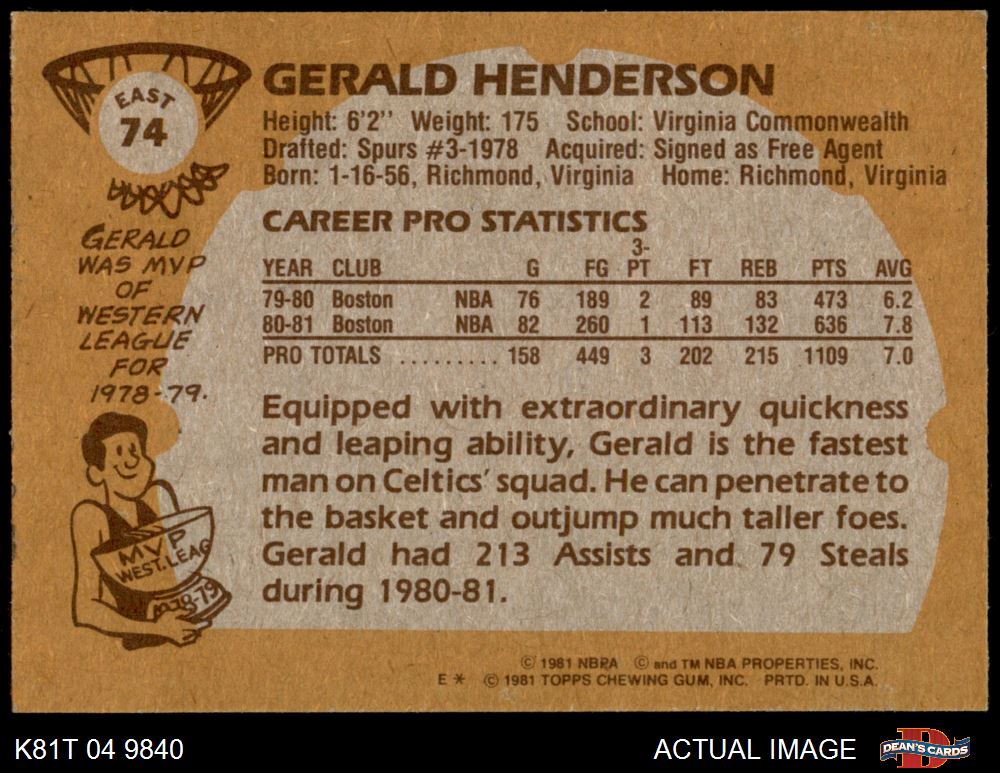 EAST
74
GERALD HENDERSON
Height: 6'2'' Weight: 175 School: Virginia Commonwealth
Drafted: Spurs #3-1978 Acquired: Signed as Free Agent
Born: 1-16-56, Richmond, Virginia Home: Richmond, Virginia
GERALD
WAS MVP
OF
WESTERN
LEAGUE
FOR
1978-79.
MVP
WEST. LEAG
1978-79
CAREER PRO STATISTICS
3-
YEAR CLUB G FG PT FT REB PTS AVG
79-80 Boston NBA 76 189 2 89 83 473 6.2
80-81 Boston NBA 82 260 1 113 132 636 7.8
PRO TOTALS ......... 158 449 3 202 215 1109 7.0
Equipped with extraordinary quickness
and leaping ability, Gerald is the fastest
man on Celtics' squad. He can penetrate to
the basket and outjump much taller foes.
Gerald had 213 Assists and 79 Steals
during 1980-81.
© 1981 NBPA © and TM NBA PROPERTIES, INC.
E * © 1981 TOPPS CHEWING GUM, INC. PRTD. IN U.S.A.
K81T 04 9840 ACTUAL IMAGE DEAN'S CARDS